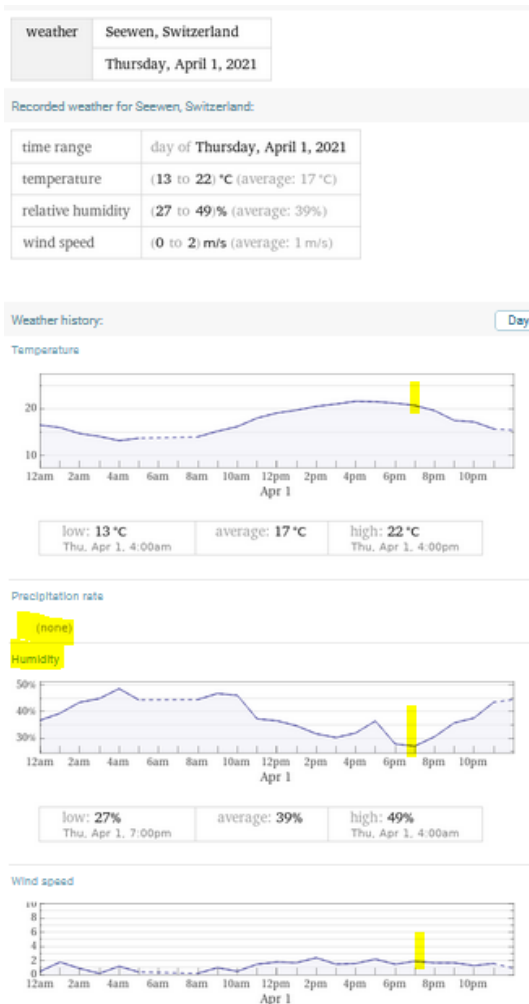 weather Seewen, Switzerland
Thursday, April 1, 2021
Recorded weather for Seewen, Switzerland:
time range day of Thursday, April 1, 2021
temperature (13 to 22) °C (average: 17 °C)
relative humidity (27 to 49)% (average: 39%)
wind speed (0 to 2) m/s (average: 1 m/s)
Weather history: Day
Temperature
20
10
12am 2am 4am 6am 8am 10am 12pm 2pm 4pm 6pm 8pm 10pm
Apr 1
low: 13 °C average: 17 °C high: 22 °C
Thu, Apr 1, 4:00am Thu, Apr 1, 4:00pm
Precipitation rate
(none)
Humidity
50%
40%
30%
12am 2am 4am 6am 8am 10am 12pm 2pm 4pm 6pm 8pm 10pm
Apr 1
low: 27% average: 39% high: 49%
Thu, Apr 1, 7:00pm Thu, Apr 1, 4:00am
Wind speed
10
8
6
4
2
0
12am 2am 4am 6am 8am 10am 12pm 2pm 4pm 6pm 8pm 10pm
Apr 1